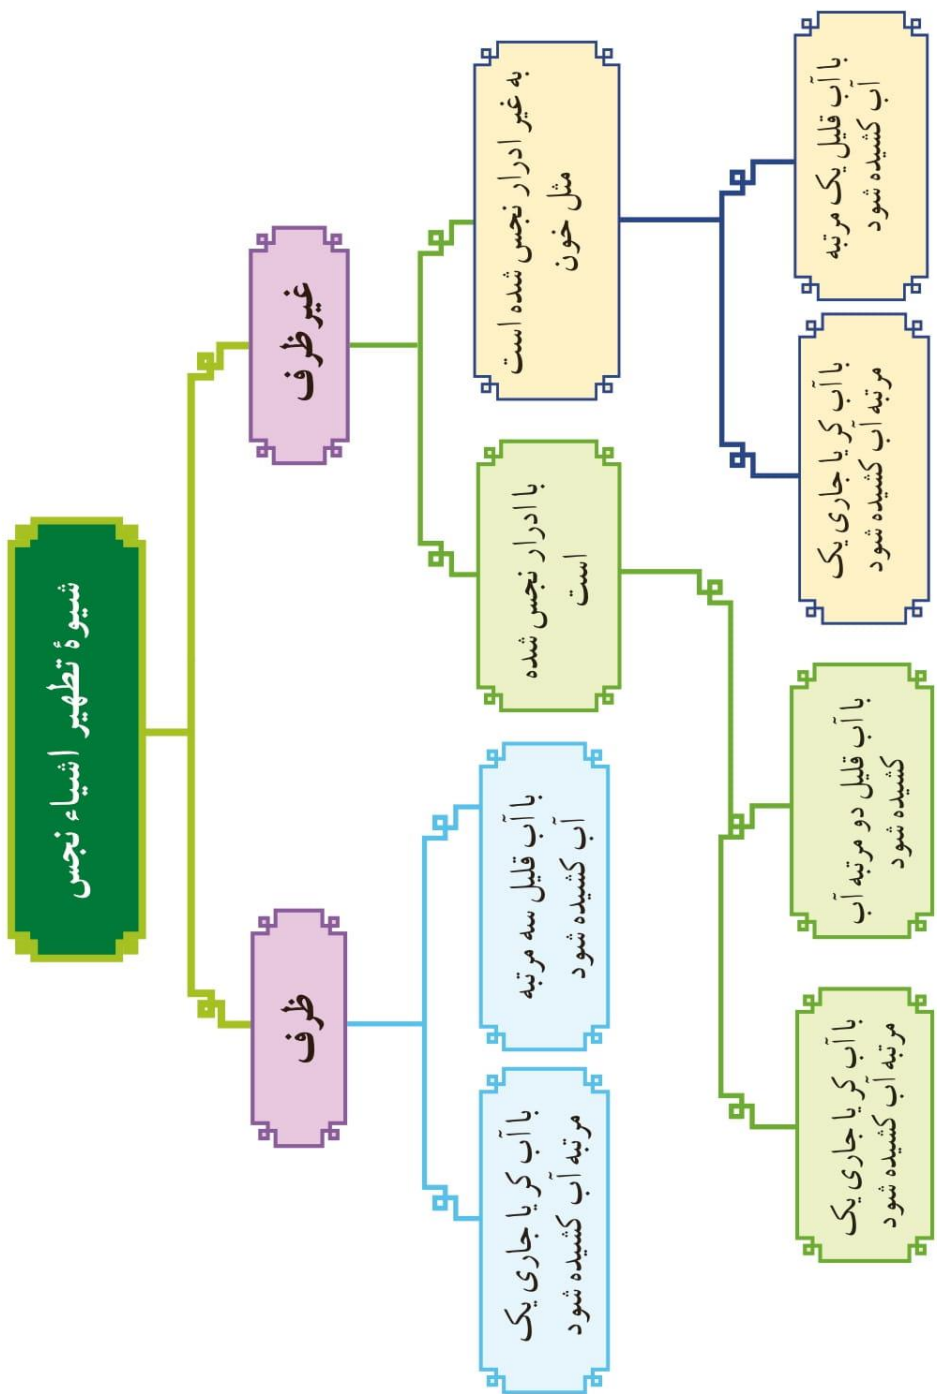 شیوهٔ تطهیر اشیاء نجس
غیر ظرف
ظرف
به غیر ادرار نجس شده است
مثل خون
با ادرار نجس شده
است
با آب قلیل سه مرتبه
آب کشیده شود
با آب کر یا جاری یک
مرتبه آب کشیده شود
با آب قلیل یک مرتبه
آب کشیده شود
با آب کر یا جاری یک
مرتبه آب کشیده شود
با آب قلیل دو مرتبه آب
کشیده شود
با آب کر یا جاری یک
مرتبه آب کشیده شود